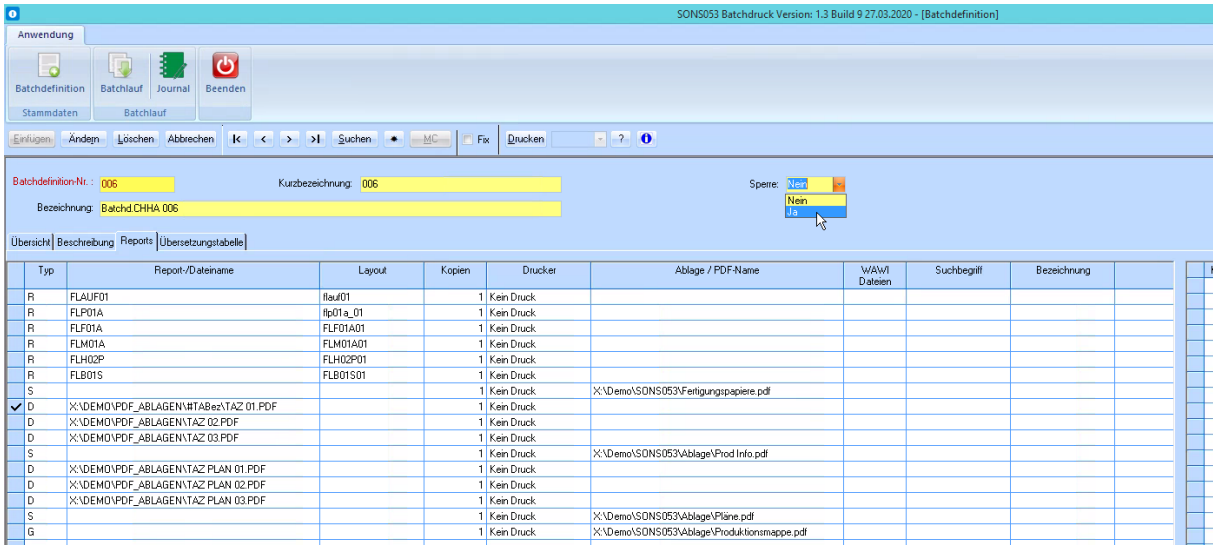 SONS053 Batchdruck Version: 1.3 Build 9 27.03.2020 - [Batchdefinition]
Anwendung
Batchdefinition Batchlauf Journal Beenden
Stammdaten Batchlauf
Einfügen Ändern Löschen Abbrechen Suchen MC Fix Drucken ?
Batchdefinition-Nr. : 006 Kurzbezeichnung: 006 Sperre: Nein
Nein
Bezeichnung: Batchd.CHHA 006
Ja
Übersicht Beschreibung Reports Übersetzungstabelle
Typ Report-/Dateiname Layout Kopien Drucker Ablage / PDF-Name WAWI Dateien Suchbegriff Bezeichnung
R FLAUF01 flauf01 1 Kein Druck
R FLP01A flp01a_01 1 Kein Druck
R FLF01A FLF01A01 1 Kein Druck
R FLM01A FLM01A01 1 Kein Druck
R FLH02P FLH02P01 1 Kein Druck
R FLB01S FLB01S01 1 Kein Druck
S 1 Kein Druck X:\Demo\SONS053\Fertigungspapiere.pdf
D X:\DEMO\PDF_ABLAGEN\#TABez\TAZ 01.PDF 1 Kein Druck
D X:\DEMO\PDF_ABLAGEN\TAZ 02.PDF 1 Kein Druck
D X:\DEMO\PDF_ABLAGEN\TAZ 03.PDF 1 Kein Druck
S 1 Kein Druck X:\Demo\SONS053\Ablage\Prod Info.pdf
D X:\DEMO\PDF_ABLAGEN\TAZ PLAN 01.PDF 1 Kein Druck
D X:\DEMO\PDF_ABLAGEN\TAZ PLAN 02.PDF 1 Kein Druck
D X:\DEMO\PDF_ABLAGEN\TAZ PLAN 03.PDF 1 Kein Druck
S 1 Kein Druck X:\Demo\SONS053\Ablage\Pläne.pdf
G 1 Kein Druck X:\Demo\SONS053\Ablage\Produktionsmappe.pdf